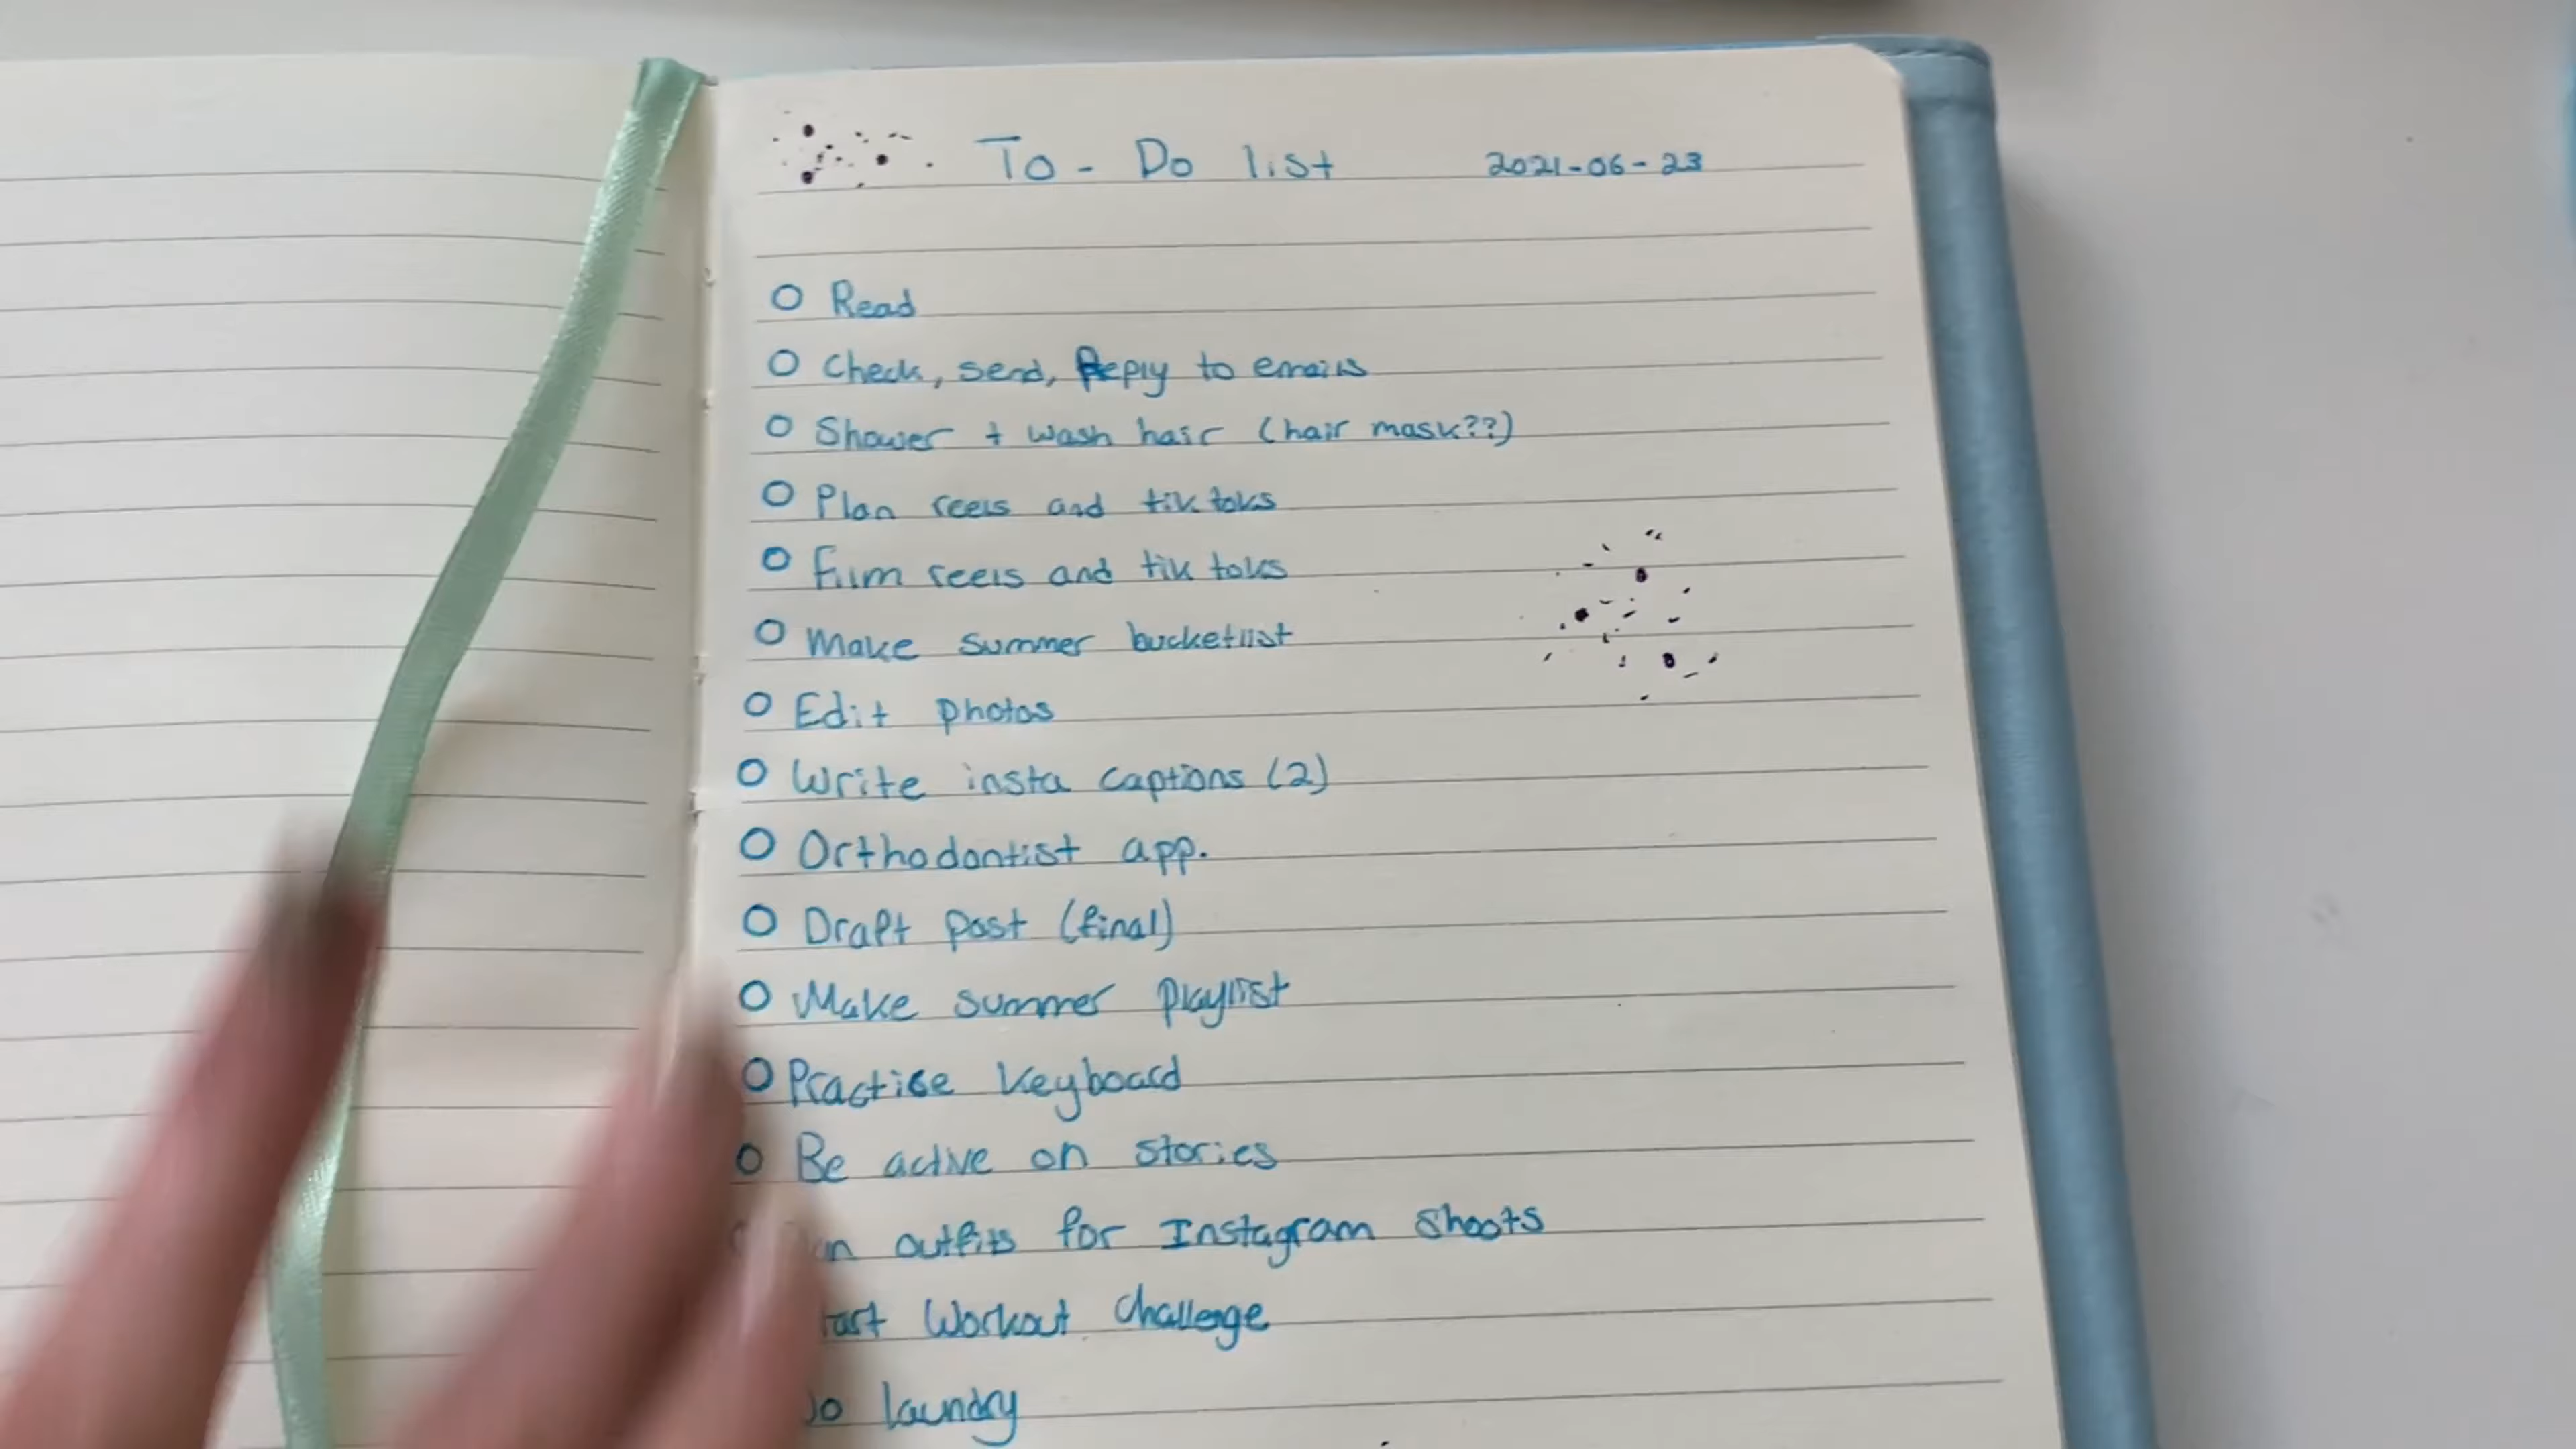 To - Do list 2021-06-23
Read
Check, send, Reply to emails
Shower + wash hair (hair mask??)
Plan reels and tik toks
Film reels and tik toks
Make summer bucketlist
Edit photos
Write insta captions (2)
Orthodontist app.
Draft post (final)
Make summer playlist
Practice Keyboard
Be active on stories
outfits for Instagram shoots
Workout Challenge
laundry